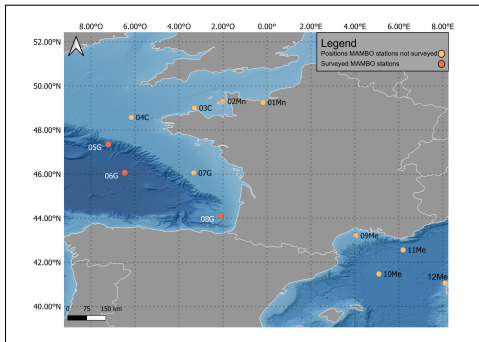 8.00°E 6.00°E 4.00°E 2.00°E 0.00°E 2.00°E 4.00°E 6.00°E 8.00°E
52.00°N
Legend
Positions MAMBO stations not surveyed
Surveyed MAMBO stations
50.00°N
02Mn
01Mn
03C
04C
48.00°N
05G
06G
07G
46.00°N
08G
44.00°N
09Me
11Me
42.00°N
10Me
12Me
40.00°N
0 75 150 km